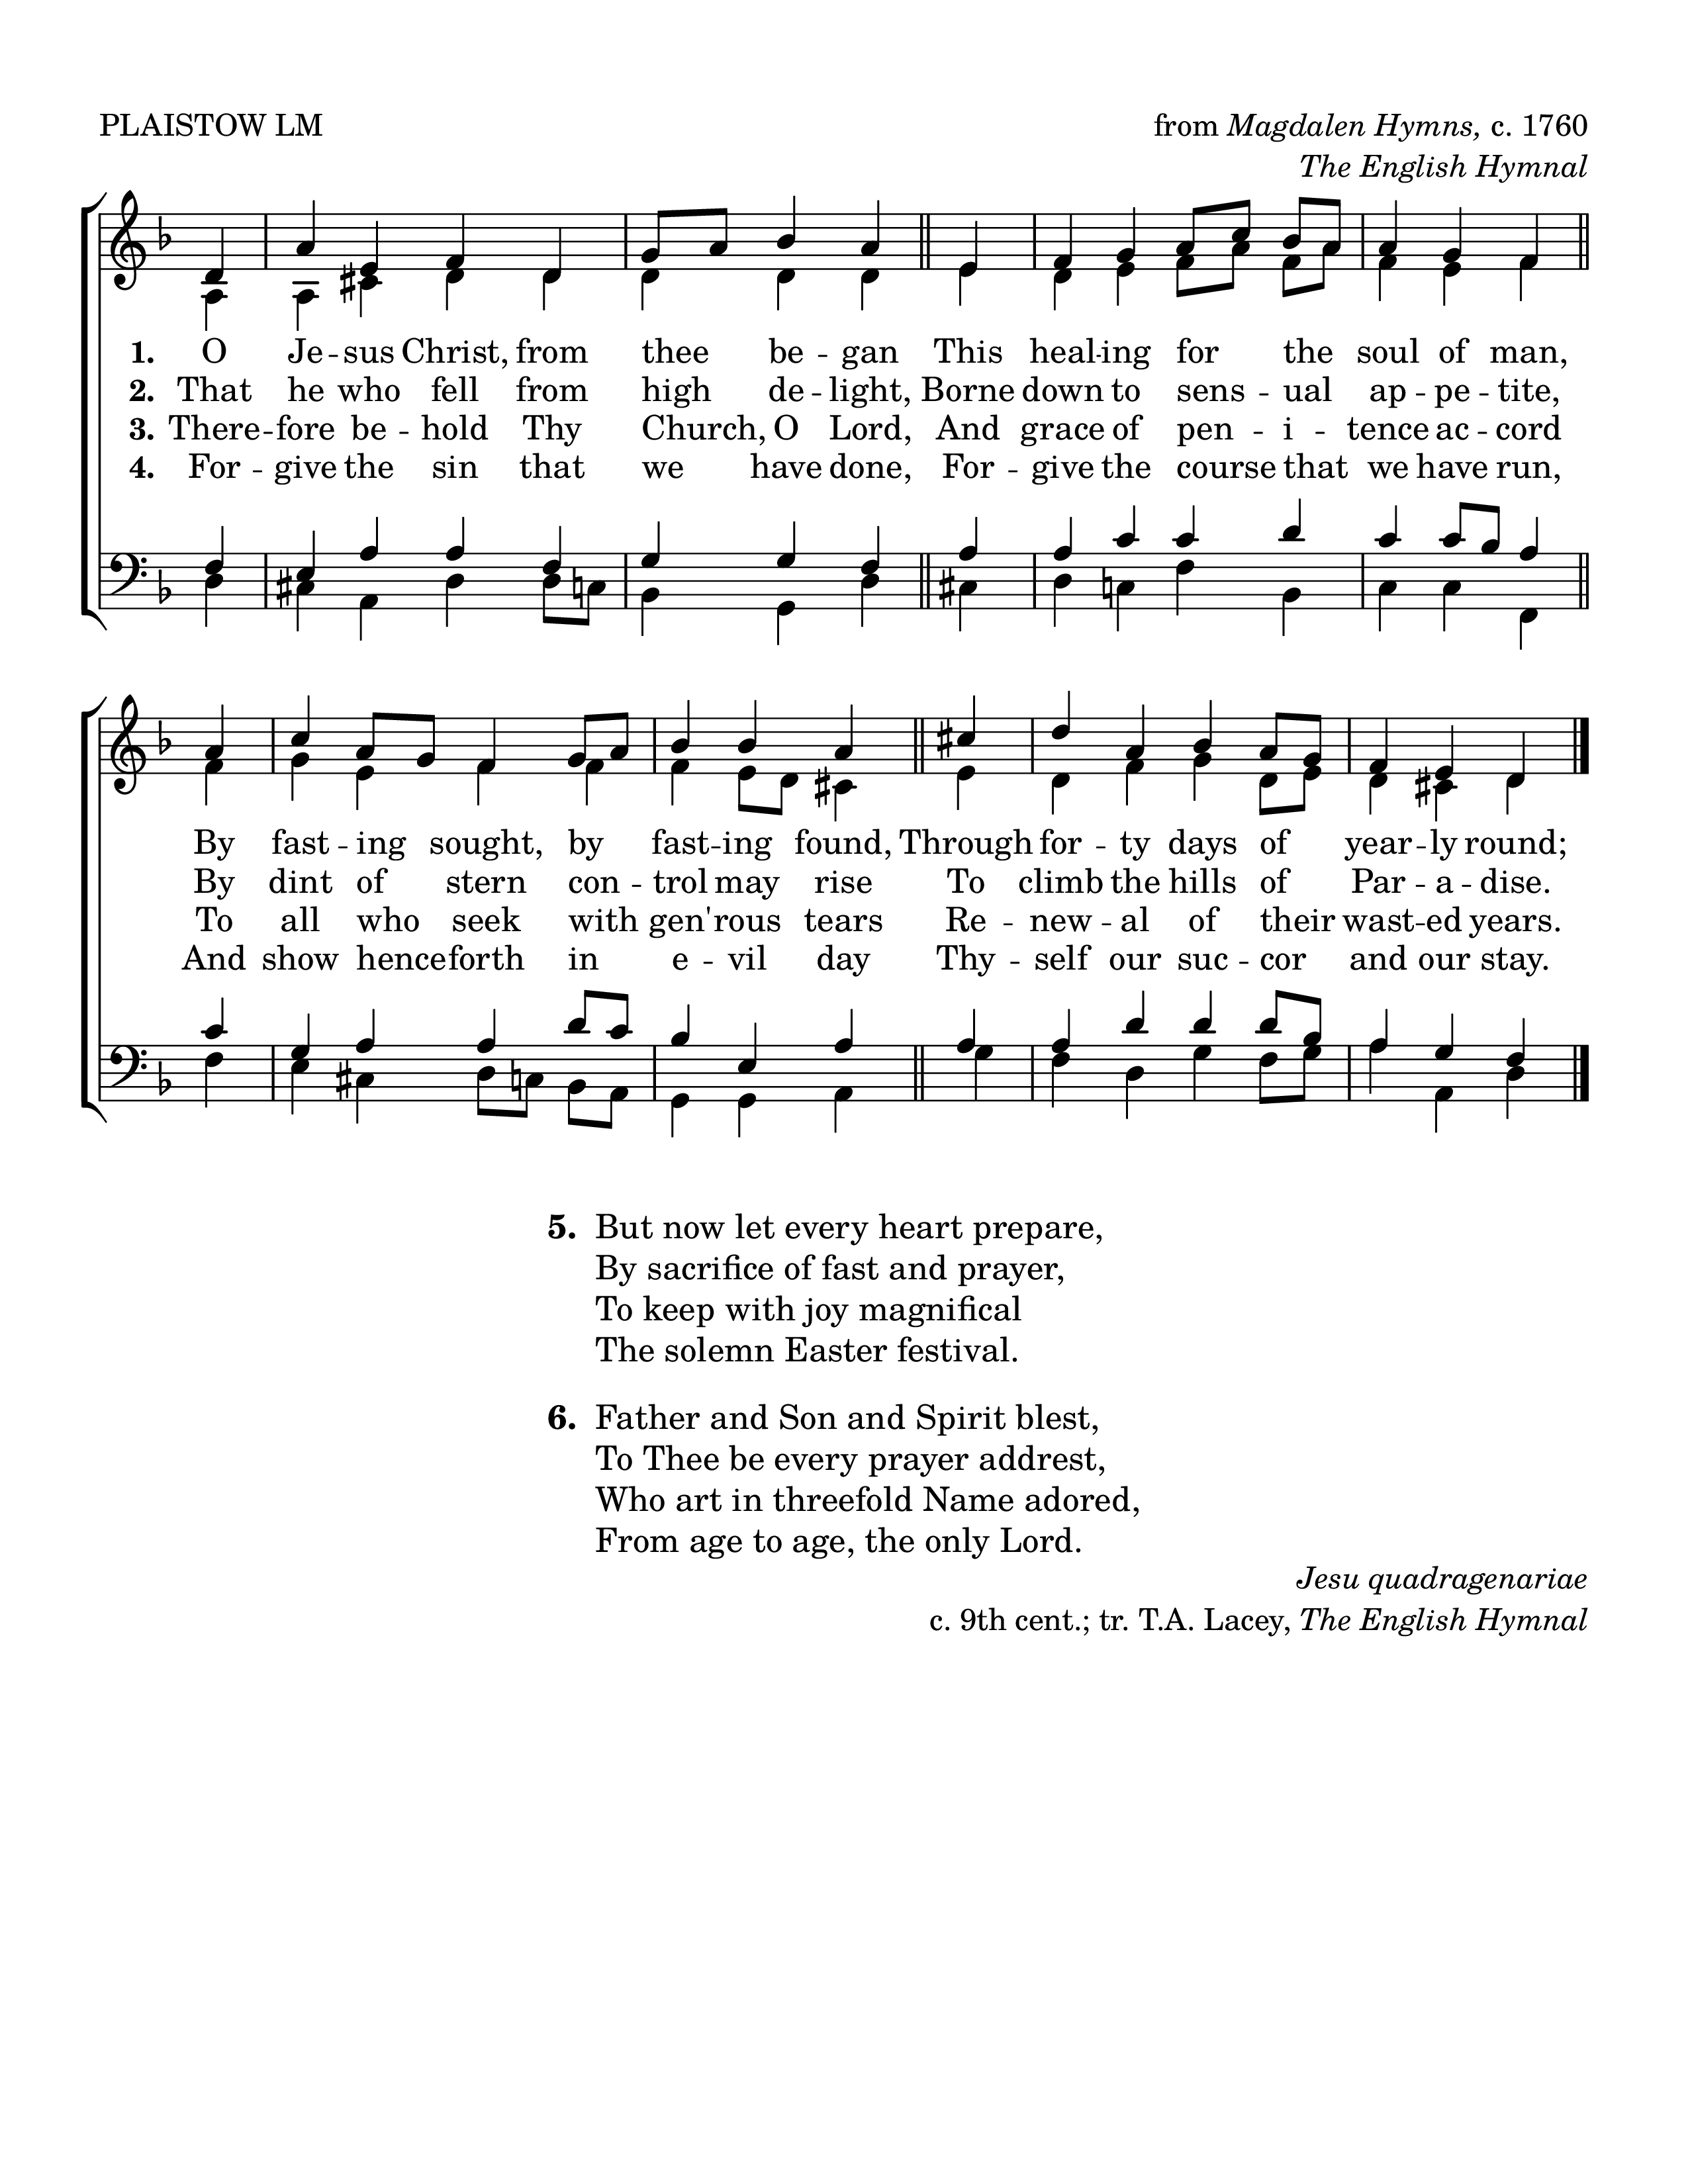 PLAISTOW LM
from Magdalen Hymns, c. 1760
The English Hymnal
1. O Je -- sus Christ, from thee be -- gan This heal -- ing for the soul of man,
2. That he who fell from high de -- light, Borne down to sens -- ual ap -- pe -- tite,
3. There -- fore be -- hold Thy Church, O Lord, And grace of pen -- i -- tence ac -- cord
4. For -- give the sin that we have done, For -- give the course that we have run,
By fast -- ing sought, by fast -- ing found, Through for -- ty days of year -- ly round;
By dint of stern con -- trol may rise To climb the hills of Par -- a -- dise.
To all who seek with gen'rous tears Re -- new -- al of their wast -- ed years.
And show henceforth in e -- vil day Thy -- self our suc -- cor and our stay.
5. But now let every heart prepare,
By sacrifice of fast and prayer,
To keep with joy magnifical
The solemn Easter festival.
6. Father and Son and Spirit blest,
To Thee be every prayer addrest,
Who art in threefold Name adored,
From age to age, the only Lord.
Jesu quadragenariae
c. 9th cent.; tr. T.A. Lacey, The English Hymnal